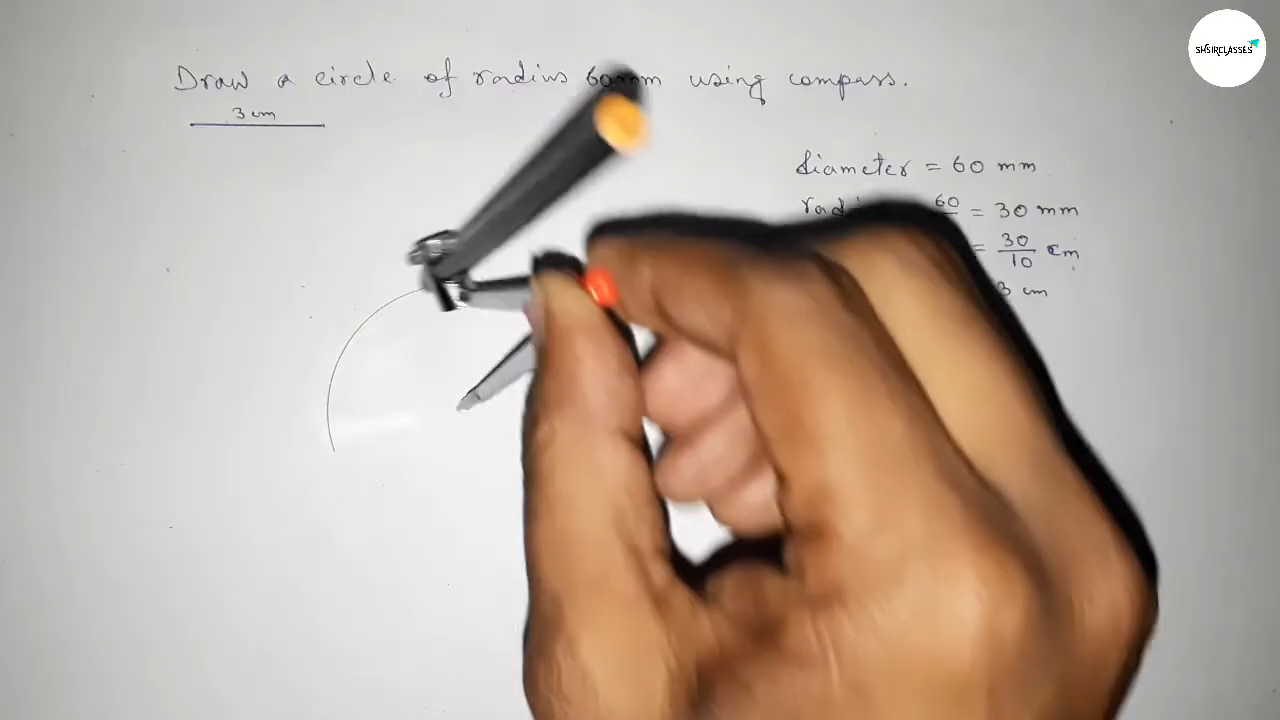 Draw a circle of radius 60mm using compass.
3 cm
diameter = 60 mm
60 = 30 mm
= 30/10 cm
3 cm
SHSIRCLASSES